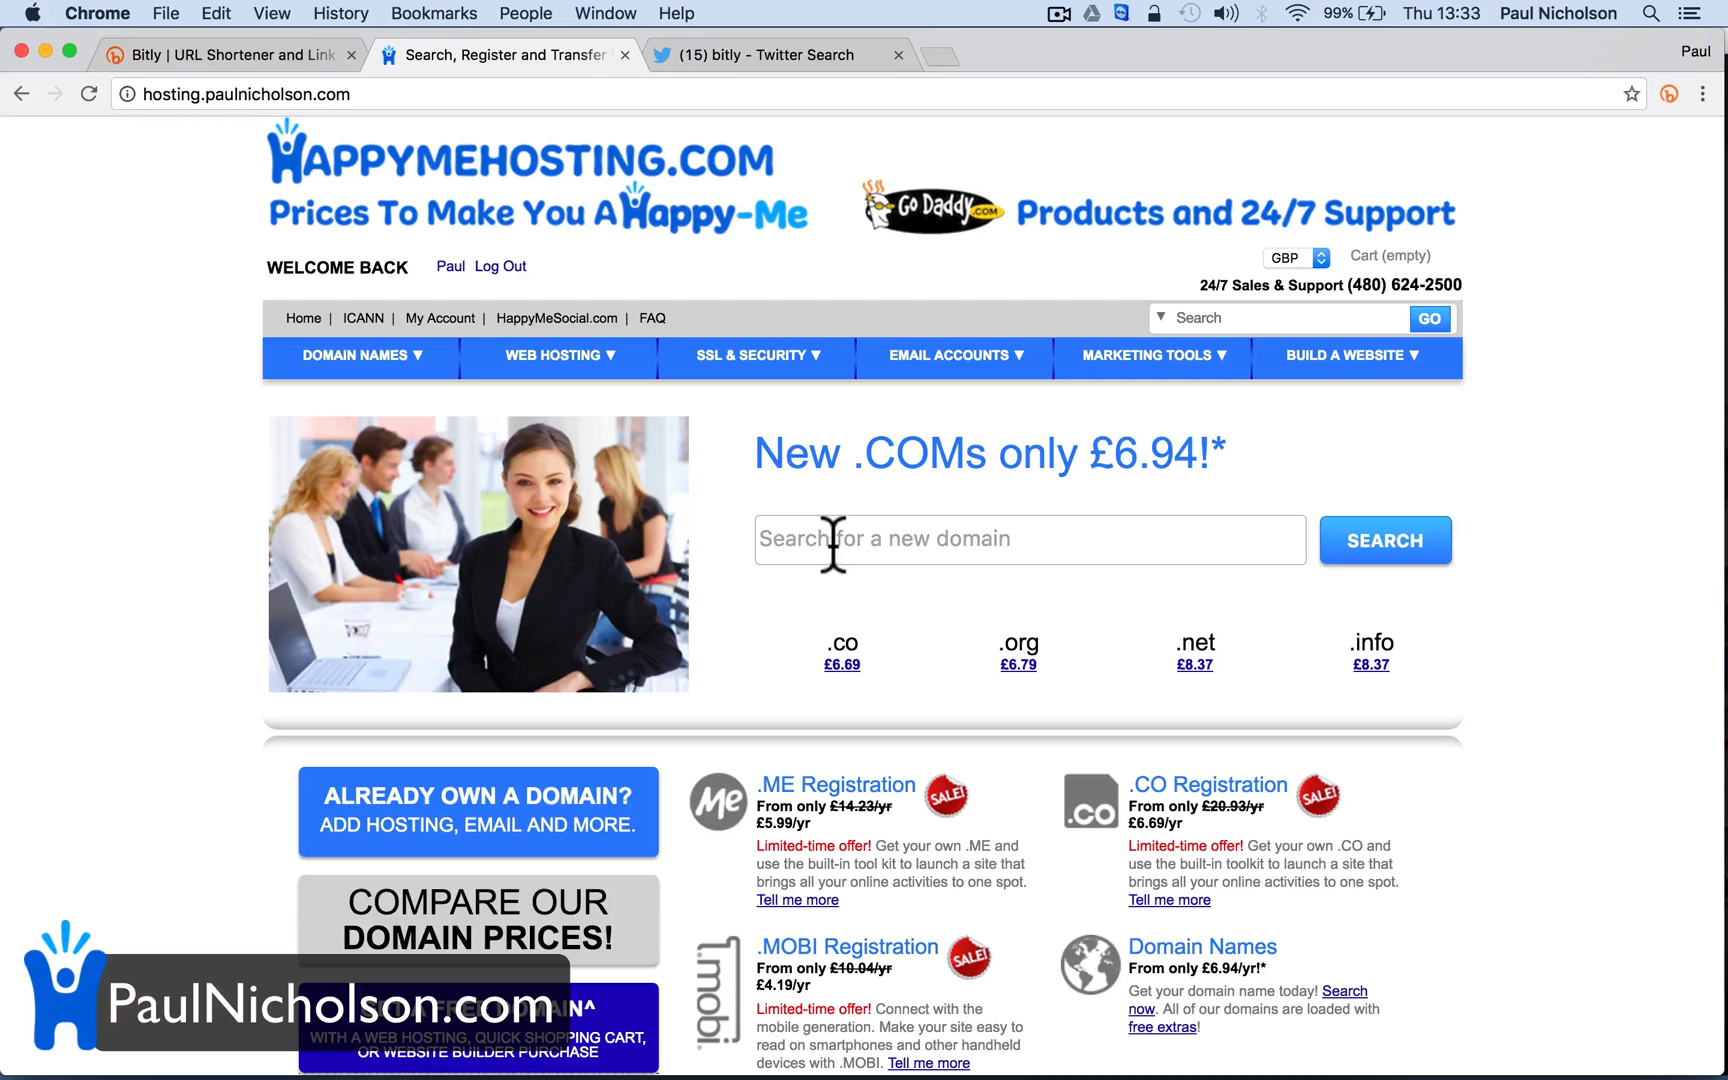 Chrome File Edit View History Bookmarks People Window Help 99% Thu 13:33 Paul Nicholson
Bitly | URL Shortener and Link Search, Register and Transfer (15) bitly - Twitter Search Paul
hosting.paulnicholson.com
HAPPYMEHOSTING.COM
Prices To Make You A Happy-Me
Go Daddy.COM Products and 24/7 Support
WELCOME BACK Paul Log Out
GBP Cart (empty)
24/7 Sales & Support (480) 624-2500
Home | ICANN | My Account | HappyMeSocial.com | FAQ
Search GO
DOMAIN NAMES ▼ WEB HOSTING ▼ SSL & SECURITY ▼ EMAIL ACCOUNTS ▼ MARKETING TOOLS ▼ BUILD A WEBSITE ▼
New .COMs only £6.94!*
Search for a new domain SEARCH
.co .org .net .info
£6.69 £6.79 £8.37 £8.37
ALREADY OWN A DOMAIN?
ADD HOSTING, EMAIL AND MORE.
COMPARE OUR
DOMAIN PRICES!
AIN^
WITH A WEB HOSTING, QUICK SHOPPING CART,
OR WEBSITE BUILDER PURCHASE
PaulNicholson.com
Me
.ME Registration SALE!
From only £14.23/yr
£5.99/yr
Limited-time offer! Get your own .ME and
use the built-in tool kit to launch a site that
brings all your online activities to one spot.
Tell me more
.co
.CO Registration SALE!
From only £20.93/yr
£6.69/yr
Limited-time offer! Get your own .CO and
use the built-in toolkit to launch a site that
brings all your online activities to one spot.
Tell me more
.mobi
.MOBI Registration SALE!
From only £10.04/yr
£4.19/yr
Limited-time offer! Connect with the
mobile generation. Make your site easy to
read on smartphones and other handheld
devices with .MOBI. Tell me more
Domain Names
From only £6.94/yr!*
Get your domain name today! Search
now. All of our domains are loaded with
free extras!